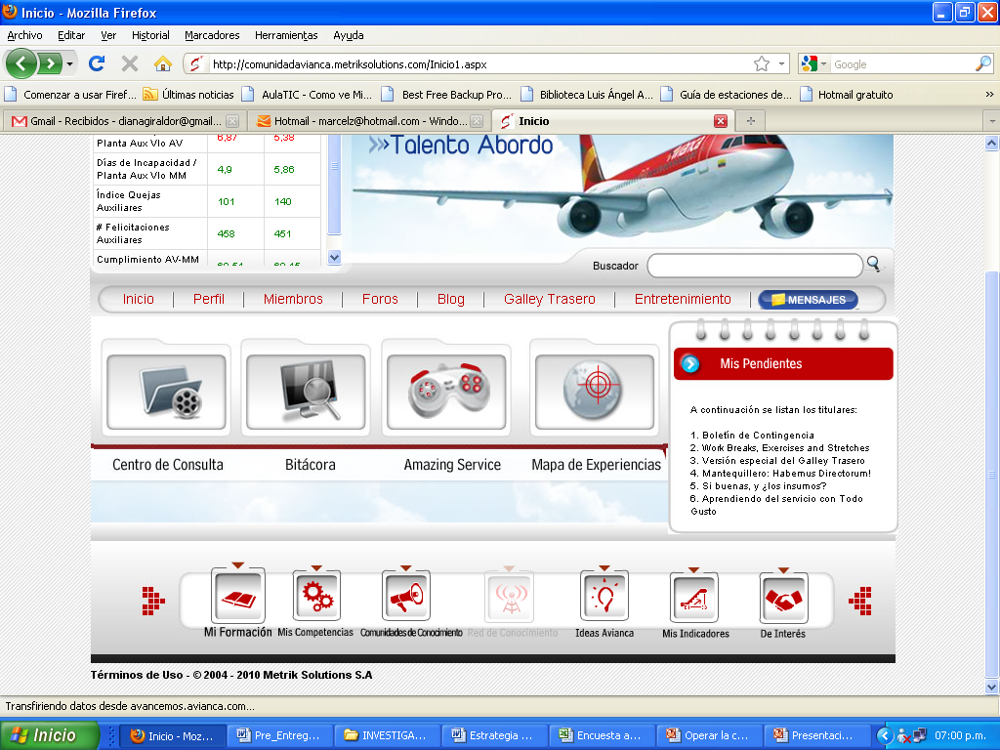 Inicio - Mozilla Firefox
Archivo Editar Ver Historial Marcadores Herramientas Ayuda
http://comunidadavianca.metriksolutions.com/Inicio1.aspx
Google
Comenzar a usar Firef... Últimas noticias AulaTIC - Como ve Mi... Best Free Backup Pro... Biblioteca Luis Ángel A... Guía de estaciones de... Hotmail gratuito »
Gmail - Recibidos - dianagiraldor@gmail... Hotmail - marcelz@hotmail.com - Windo... Inicio
Planta Aux Vlo AV 6,87 5,38
Días de Incapacidad /
Planta Aux Vlo MM 4,9 5,86
Índice Quejas
Auxiliares 101 140
# Felicitaciones
Auxiliares 458 451
Cumplimiento AV-MM
»Talento Abordo
Buscador
Inicio Perfil Miembros Foros Blog Galley Trasero Entretenimiento MENSAJES
Centro de Consulta Bitácora Amazing Service Mapa de Experiencias
Mis Pendientes
A continuación se listan los titulares:
1. Boletín de Contingencia
2. Work Breaks, Exercises and Stretches
3. Versión especial del Galley Trasero
4. Mantequillero: Habemus Directorum!
5. Si buenas, y ¿los insumos?
6. Aprendiendo del servicio con Todo
Gusto
Mi Formación Mis Competencias Comunidades de Conocimiento Red de Conocimiento Ideas Avianca Mis Indicadores De Interés
Términos de Uso - © 2004 - 2010 Metrik Solutions S.A
Transfiriendo datos desde avancemos.avianca.com...
Inicio Inicio - Moz... Pre_Entreg... INVESTIGA... Estrategia ... Encuesta a... Operar la c... Presentaci... 07:00 p.m.